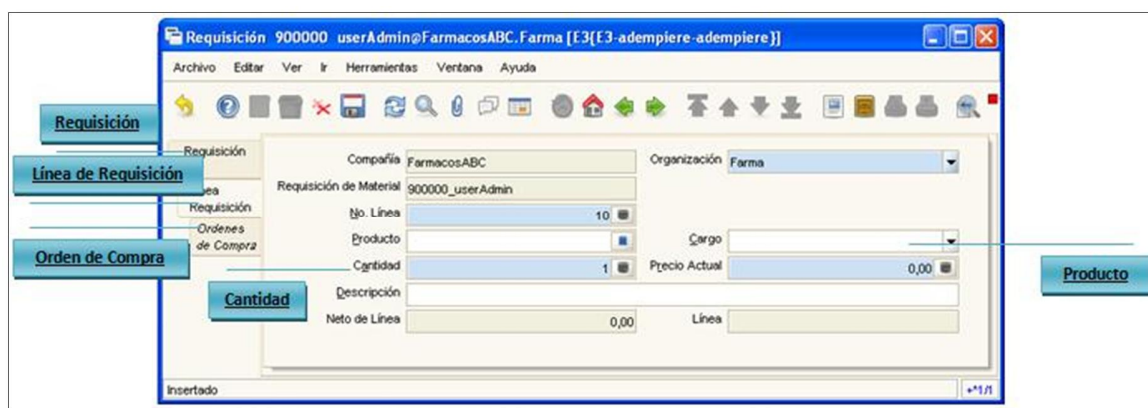 Requisición 900000 userAdmin@FarmacosABC.Farma [E3{E3-adempiere-adempiere}]
Archivo Editar Ver Ir Herramientas Ventana Ayuda
Requisición
Requisición
Línea de Requisición
nea
Requisición
Ordenes
de Compra
Orden de Compra
Compañía FarmacosABC Organización Farma
Requisición de Material 900000_userAdmin
No. Línea 10
Producto Cargo
Cantidad 1 Precio Actual 0,00
Producto
Cantidad
Descripción
Neto de Línea 0,00 Línea
Insertado +*1/1